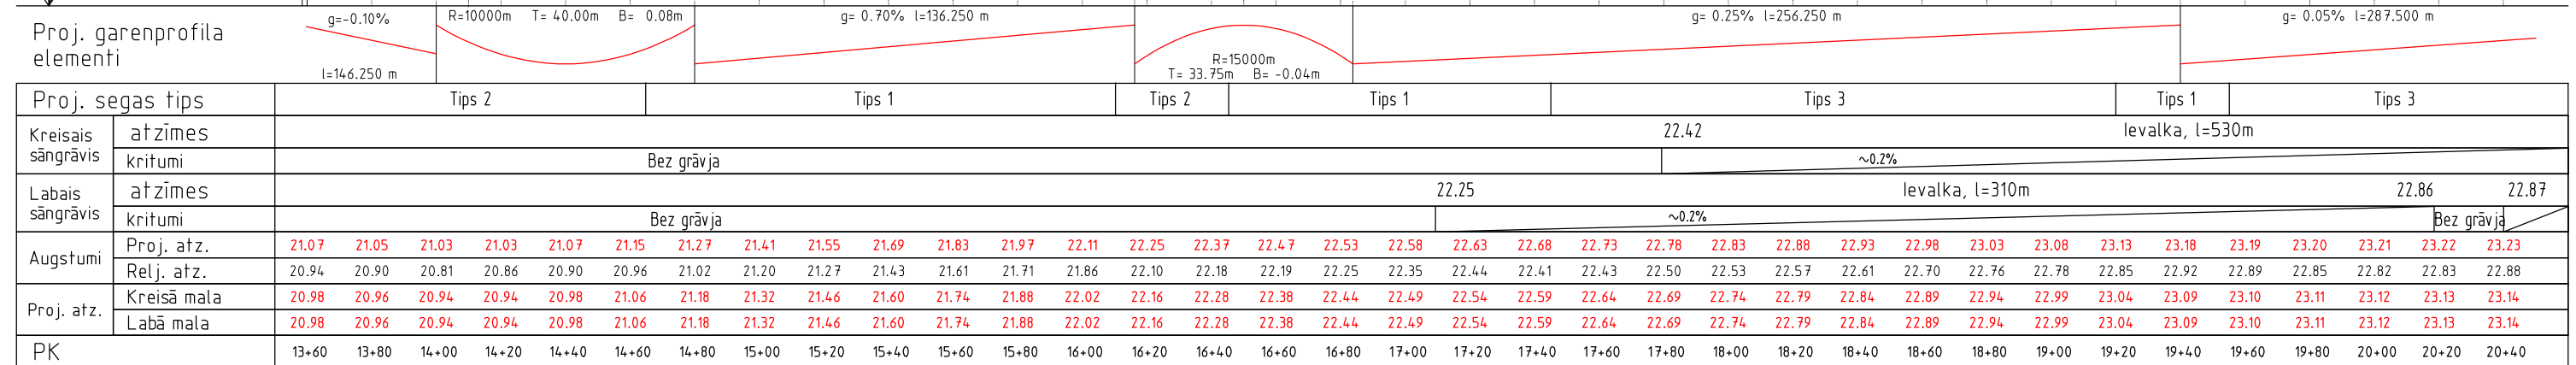 g=-0.10%
R=10000m T= 40.00m B= 0.08m
g= 0.70% l=136.250 m
g= 0.25% l=256.250 m
g= 0.05% l=287.500 m
Proj. garenprofila
elementi
l=146.250 m
R=15000m
T= 33.75m B= -0.04m
Proj. segas tips Tips 2 Tips 1 Tips 2 Tips 1 Tips 3 Tips 1 Tips 3
Kreisais
sāngrāvis
atzīmes 22.42 Ievalka, l=530m
kritumi Bez grāvja ~0.2%
Labais
sāngrāvis
atzīmes 22.25 Ievalka, l=310m 22.86 22.87
kritumi Bez grāvja ~0.2% Bez grāvja
Augstumi
Proj. atz. 21.07 21.05 21.03 21.03 21.07 21.15 21.27 21.41 21.55 21.69 21.83 21.97 22.11 22.25 22.37 22.47 22.53 22.58 22.63 22.68 22.73 22.78 22.83 22.88 22.93 22.98 23.03 23.08 23.13 23.18 23.19 23.20 23.21 23.22 23.23
Relj. atz. 20.94 20.90 20.81 20.86 20.90 20.96 21.02 21.20 21.27 21.43 21.61 21.71 21.86 22.10 22.18 22.19 22.25 22.35 22.44 22.41 22.43 22.50 22.53 22.57 22.61 22.70 22.76 22.78 22.85 22.92 22.89 22.85 22.82 22.83 22.88
Proj. atz.
Kreisā mala 20.98 20.96 20.94 20.94 20.98 21.06 21.18 21.32 21.46 21.60 21.74 21.88 22.02 22.16 22.28 22.38 22.44 22.49 22.54 22.59 22.64 22.69 22.74 22.79 22.84 22.89 22.94 22.99 23.04 23.09 23.10 23.11 23.12 23.13 23.14
Labā mala 20.98 20.96 20.94 20.94 20.98 21.06 21.18 21.32 21.46 21.60 21.74 21.88 22.02 22.16 22.28 22.38 22.44 22.49 22.54 22.59 22.64 22.69 22.74 22.79 22.84 22.89 22.94 22.99 23.04 23.09 23.10 23.11 23.12 23.13 23.14
PK 13+60 13+80 14+00 14+20 14+40 14+60 14+80 15+00 15+20 15+40 15+60 15+80 16+00 16+20 16+40 16+60 16+80 17+00 17+20 17+40 17+60 17+80 18+00 18+20 18+40 18+60 18+80 19+00 19+20 19+40 19+60 19+80 20+00 20+20 20+40